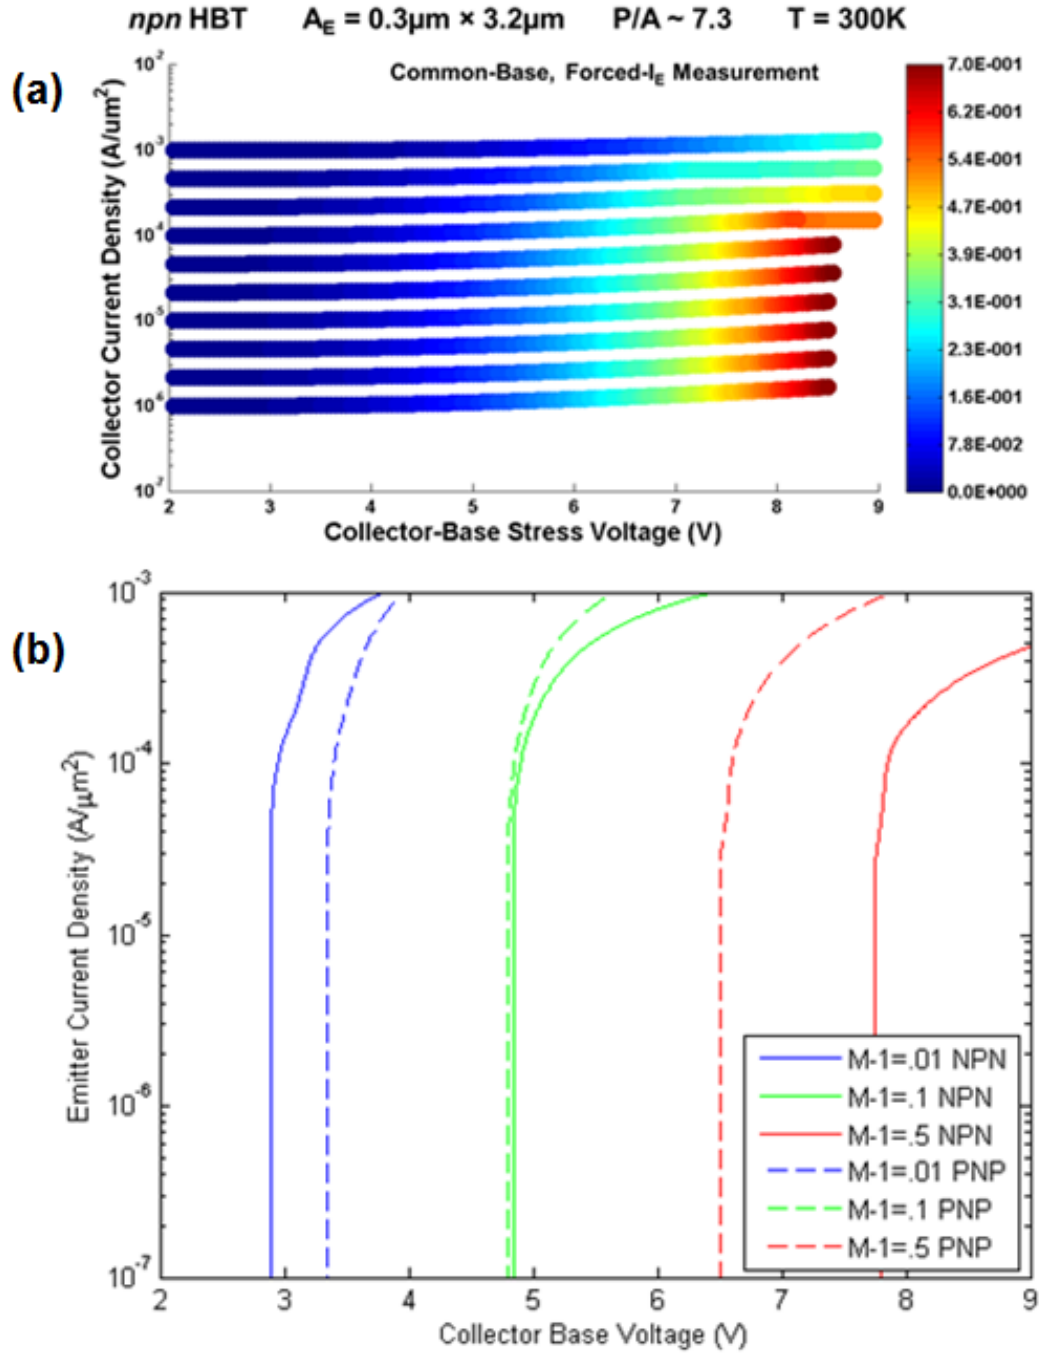 npn HBT A_E = 0.3μm × 3.2μm P/A ~ 7.3 T = 300K
(a)
Common-Base, Forced-I_E Measurement
Collector Current Density (A/um²)
10⁻²
10⁻³
10⁻⁴
10⁻⁵
10⁻⁶
10⁻⁷
2 3 4 5 6 7 8 9
Collector-Base Stress Voltage (V)
7.0E-001
6.2E-001
5.4E-001
4.7E-001
3.9E-001
3.1E-001
2.3E-001
1.6E-001
7.8E-002
0.0E+000
(b)
Emitter Current Density (A/μm²)
10⁻³
10⁻⁴
10⁻⁵
10⁻⁶
10⁻⁷
2 3 4 5 6 7 8 9
Collector Base Voltage (V)
M-1=.01 NPN
M-1=.1 NPN
M-1=.5 NPN
M-1=.01 PNP
M-1=.1 PNP
M-1=.5 PNP